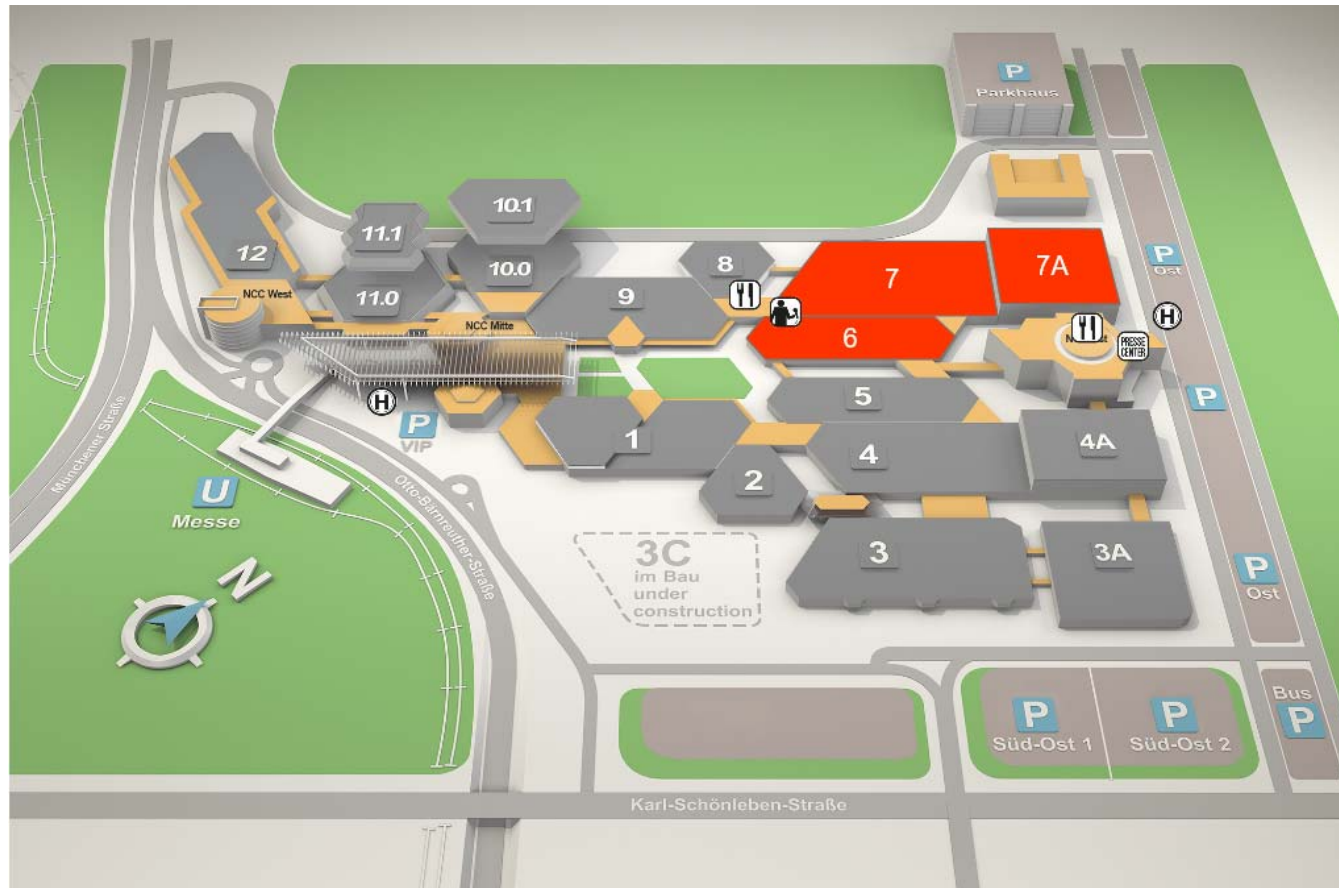 P
Parkhaus
10.1
11.1
12
10.0
11.0
8
7
7A
P
Ost
NCC West
9
NCC Mitte
6
H
PRESSE
CENTER
H
P
VIP
5
P
1
4
4A
2
U
Messe
Münchener Straße
Otto-Bärnreuther-Straße
N
3C
im Bau
under
construction
3
3A
P
Ost
P
Süd-Ost 1
P
Süd-Ost 2
Bus
P
Karl-Schönleben-Straße